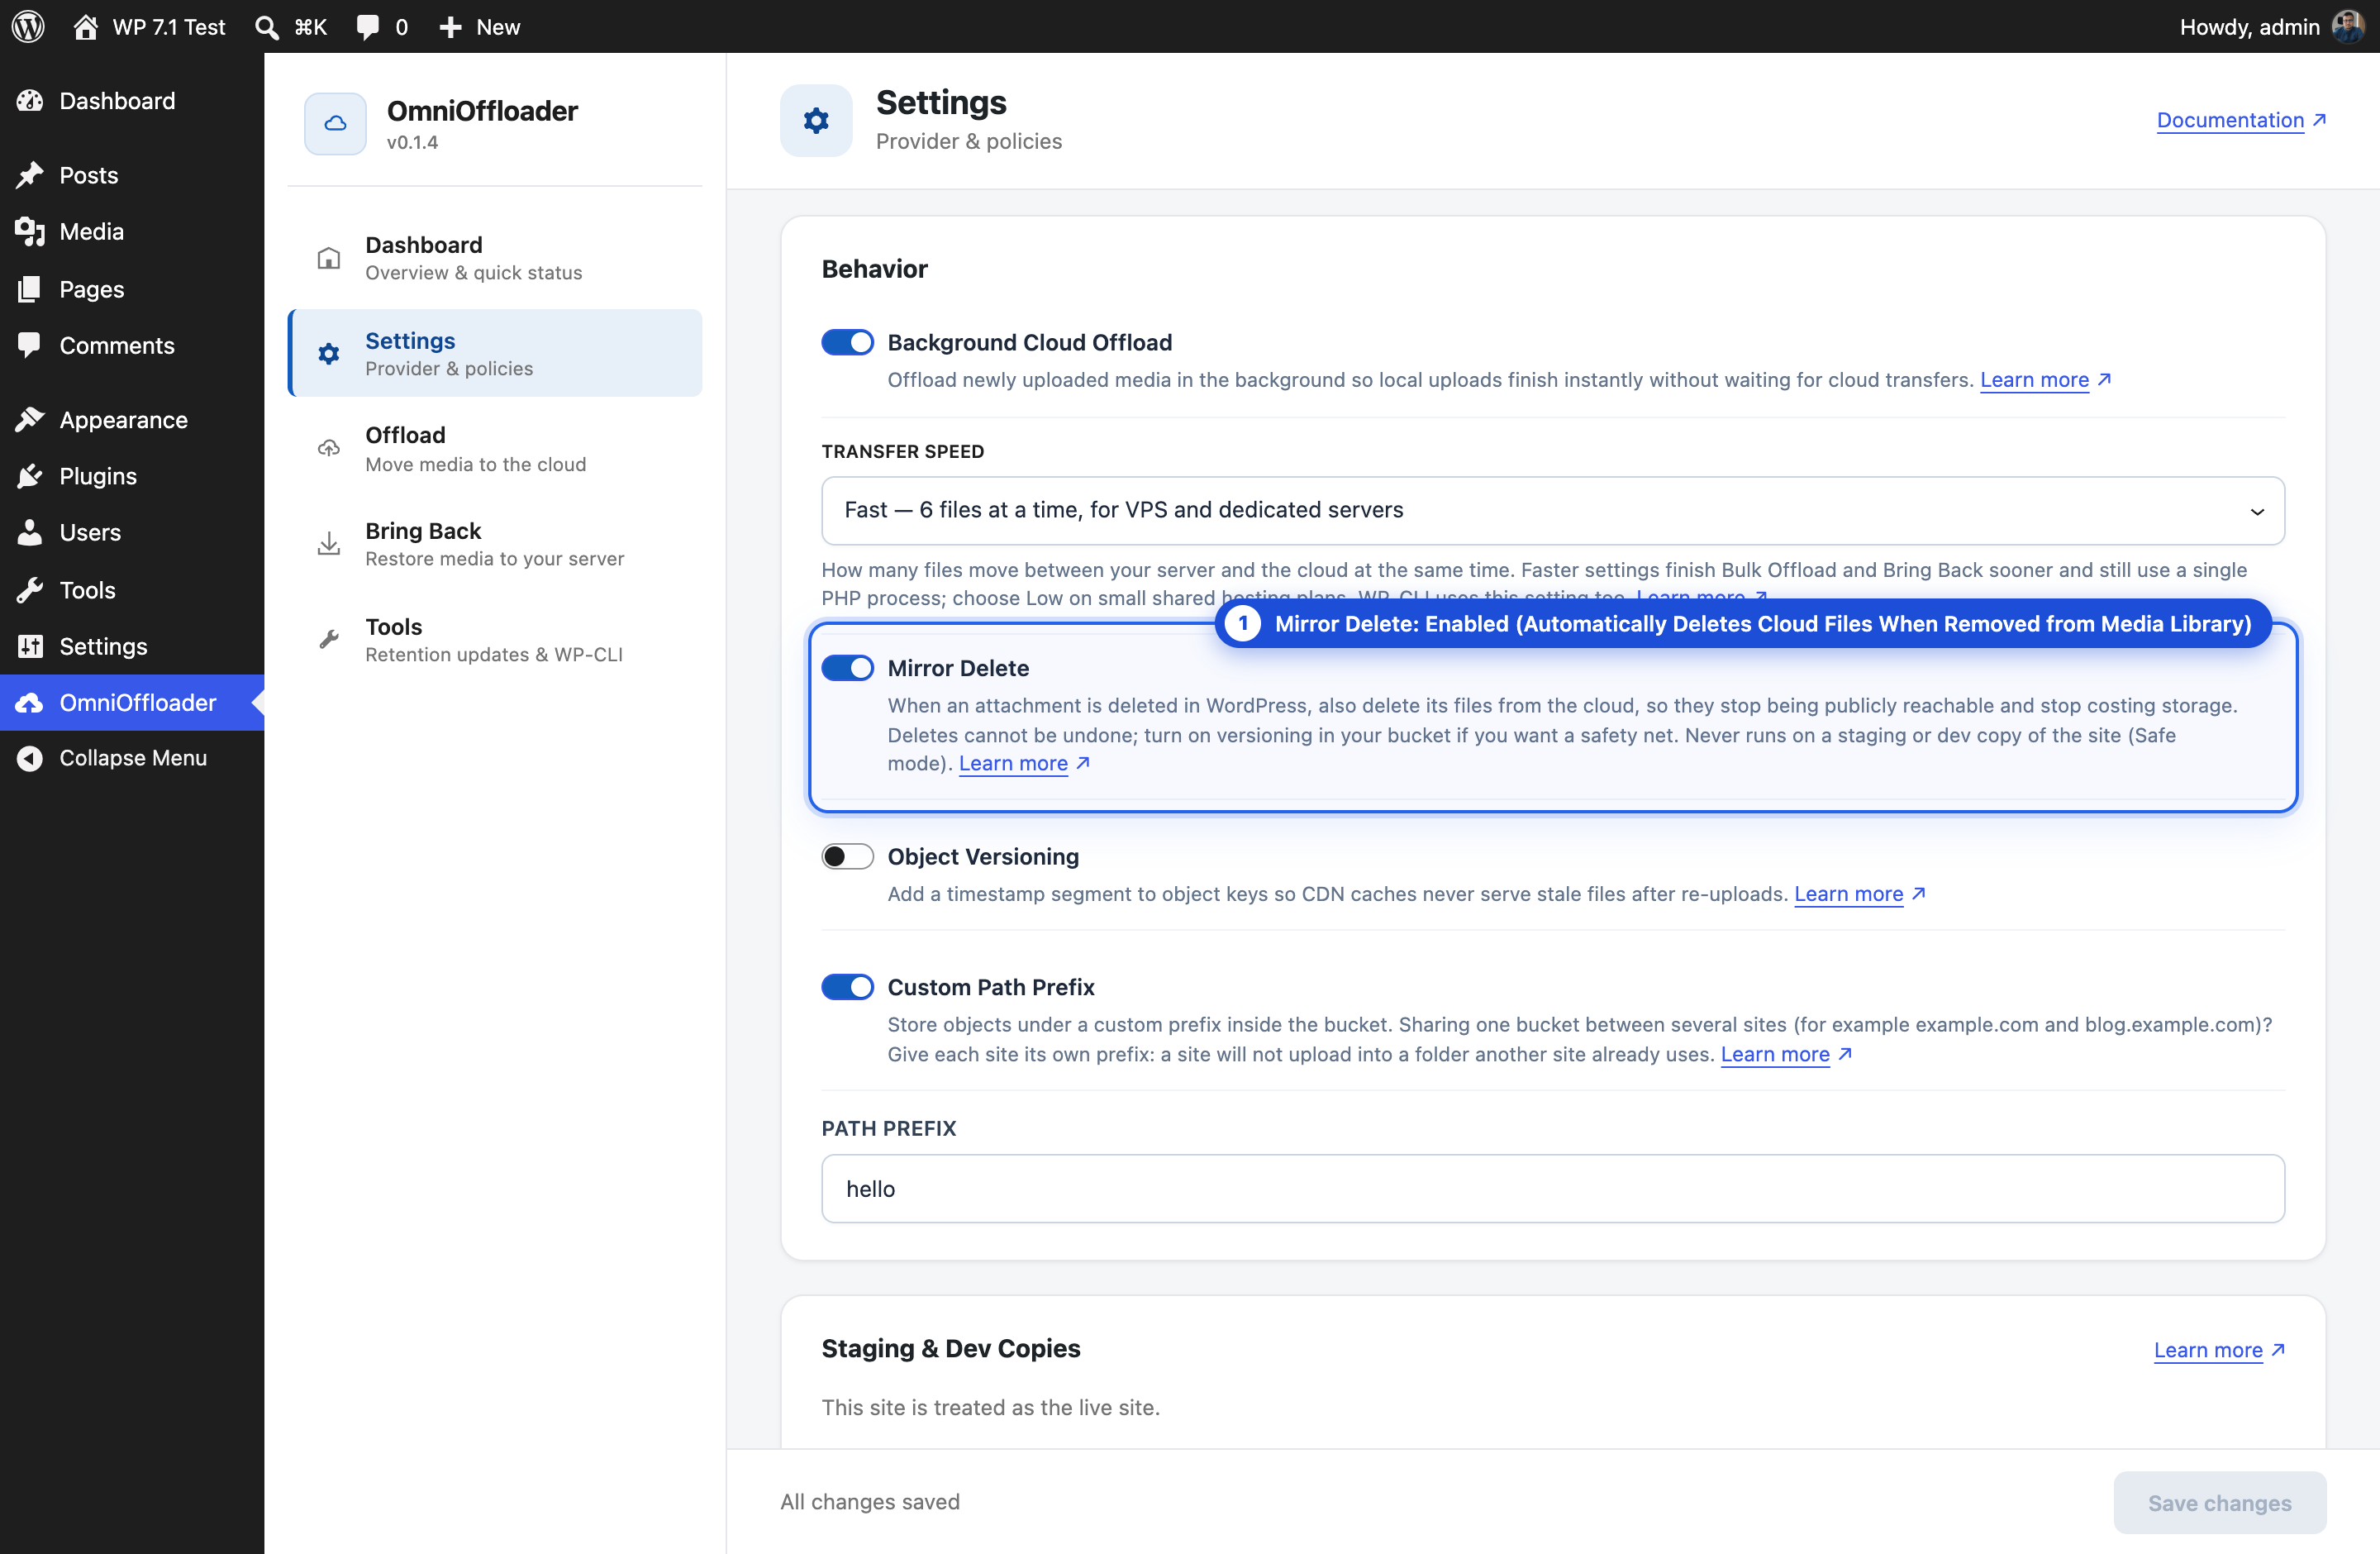 WP 7.1 Test
⌘K
0
New
Howdy, admin
Dashboard
Posts
Media
Pages
Comments
Appearance
Plugins
Users
Tools
Settings
OmniOffloader
Collapse Menu
OmniOffloader
v0.1.4
Dashboard
Overview & quick status
Settings
Provider & policies
Offload
Move media to the cloud
Bring Back
Restore media to your server
Tools
Retention updates & WP-CLI
Settings
Provider & policies
Documentation ↗
Behavior
Background Cloud Offload
Offload newly uploaded media in the background so local uploads finish instantly without waiting for cloud transfers. Learn more ↗
TRANSFER SPEED
Fast — 6 files at a time, for VPS and dedicated servers
How many files move between your server and the cloud at the same time. Faster settings finish Bulk Offload and Bring Back sooner and still use a single
PHP process; choose Low on small shared hosting plans. WP-CLI uses this setting too. Learn more ↗
1 Mirror Delete: Enabled (Automatically Deletes Cloud Files When Removed from Media Library)
Mirror Delete
When an attachment is deleted in WordPress, also delete its files from the cloud, so they stop being publicly reachable and stop costing storage.
Deletes cannot be undone; turn on versioning in your bucket if you want a safety net. Never runs on a staging or dev copy of the site (Safe
mode). Learn more ↗
Object Versioning
Add a timestamp segment to object keys so CDN caches never serve stale files after re-uploads. Learn more ↗
Custom Path Prefix
Store objects under a custom prefix inside the bucket. Sharing one bucket between several sites (for example example.com and blog.example.com)?
Give each site its own prefix: a site will not upload into a folder another site already uses. Learn more ↗
PATH PREFIX
hello
Staging & Dev Copies
Learn more ↗
This site is treated as the live site.
All changes saved
Save changes